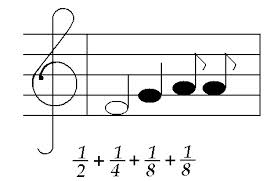 1/2 + 1/4 + 1/8 + 1/8